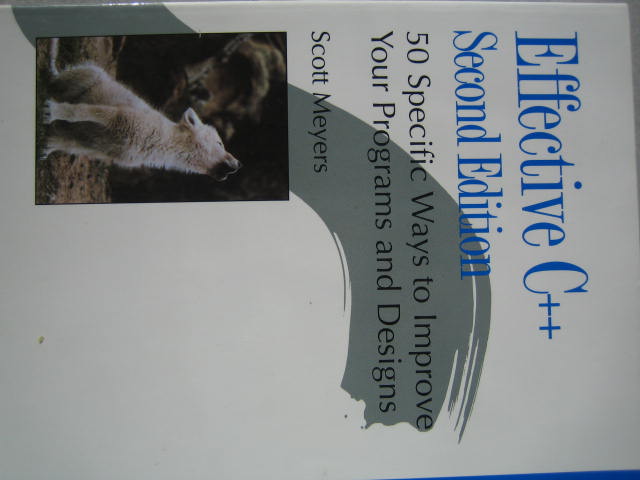 Effective C++
Second Edition
50 Specific Ways to Improve
Your Programs and Designs
Scott Meyers